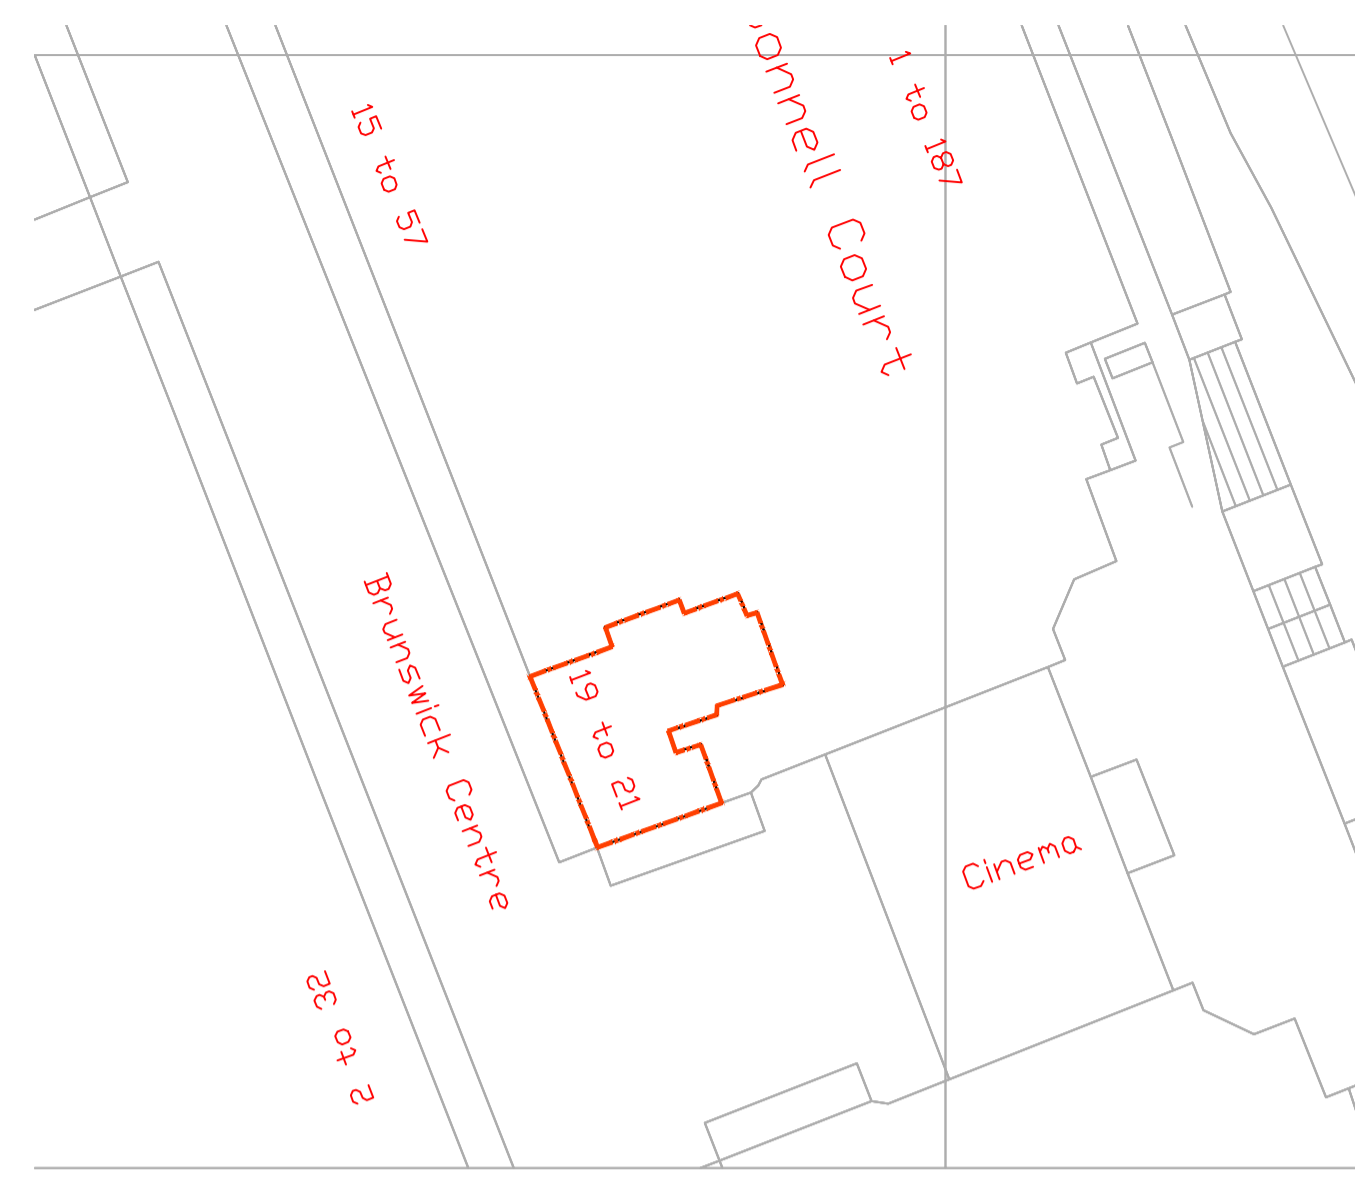 onnell Court
1 to 187
15 to 57
Brunswick Centre
19 to 21
Cinema
2 to 32